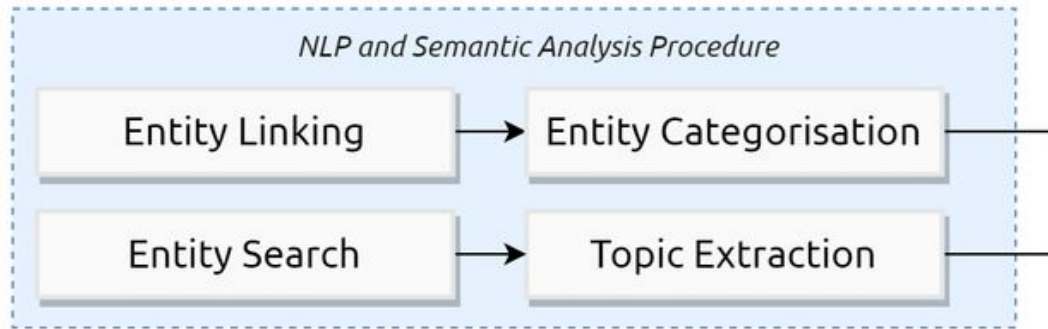 NLP and Semantic Analysis Procedure
Entity Linking
Entity Categorisation
Entity Search
Topic Extraction